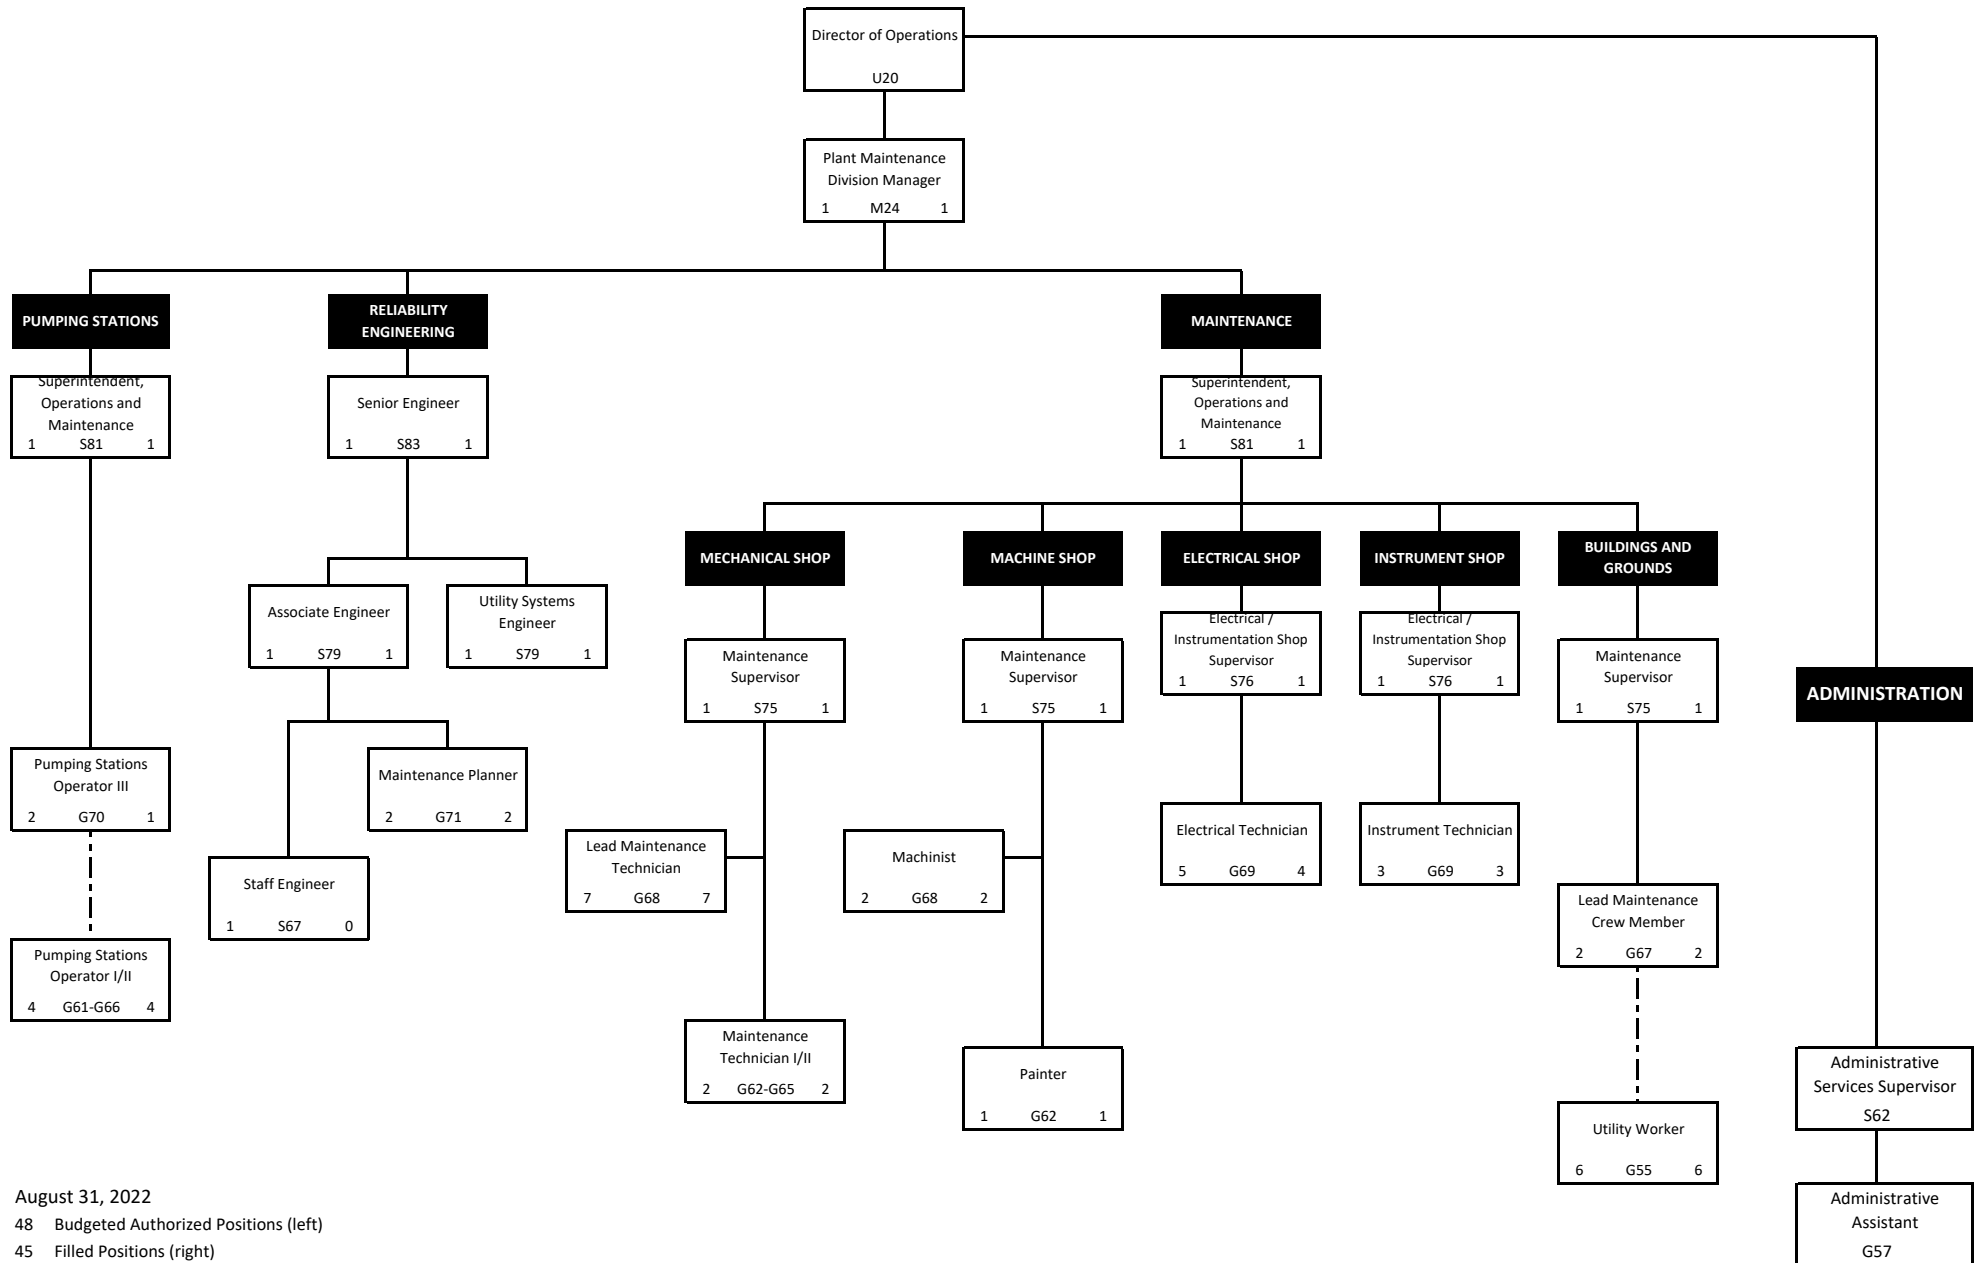 Director of Operations
U20
Plant Maintenance
Division Manager
1 M24 1
PUMPING STATIONS
RELIABILITY
ENGINEERING
MAINTENANCE
Superintendent,
Operations and
Maintenance
1 S81 1
Senior Engineer
1 S83 1
Superintendent,
Operations and
Maintenance
1 S81 1
MECHANICAL SHOP
MACHINE SHOP
ELECTRICAL SHOP
INSTRUMENT SHOP
BUILDINGS AND
GROUNDS
Associate Engineer
1 S79 1
Utility Systems
Engineer
1 S79 1
Maintenance
Supervisor
1 S75 1
Maintenance
Supervisor
1 S75 1
Electrical /
Instrumentation Shop
Supervisor
1 S76 1
Electrical /
Instrumentation Shop
Supervisor
1 S76 1
Maintenance
Supervisor
1 S75 1
ADMINISTRATION
Pumping Stations
Operator III
2 G70 1
Maintenance Planner
2 G71 2
Staff Engineer
1 S67 0
Lead Maintenance
Technician
7 G68 7
Machinist
2 G68 2
Electrical Technician
5 G69 4
Instrument Technician
3 G69 3
Lead Maintenance
Crew Member
2 G67 2
Pumping Stations
Operator I/II
4 G61-G66 4
Maintenance
Technician I/II
2 G62-G65 2
Painter
1 G62 1
Utility Worker
6 G55 6
Administrative
Services Supervisor
S62
Administrative
Assistant
G57
August 31, 2022
48 Budgeted Authorized Positions (left)
45 Filled Positions (right)